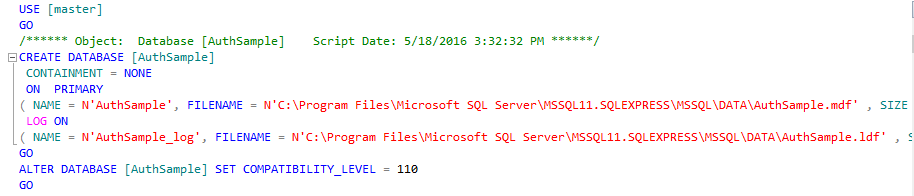 USE [master]
GO
/****** Object:  Database [AuthSample]    Script Date: 5/18/2016 3:32:32 PM ******/
CREATE DATABASE [AuthSample]
 CONTAINMENT = NONE
 ON  PRIMARY
( NAME = N'AuthSample', FILENAME = N'C:\Program Files\Microsoft SQL Server\MSSQL11.SQLEXPRESS\MSSQL\DATA\AuthSample.mdf' , SIZE
 LOG ON
( NAME = N'AuthSample_log', FILENAME = N'C:\Program Files\Microsoft SQL Server\MSSQL11.SQLEXPRESS\MSSQL\DATA\AuthSample.ldf' ,
GO
ALTER DATABASE [AuthSample] SET COMPATIBILITY_LEVEL = 110
GO